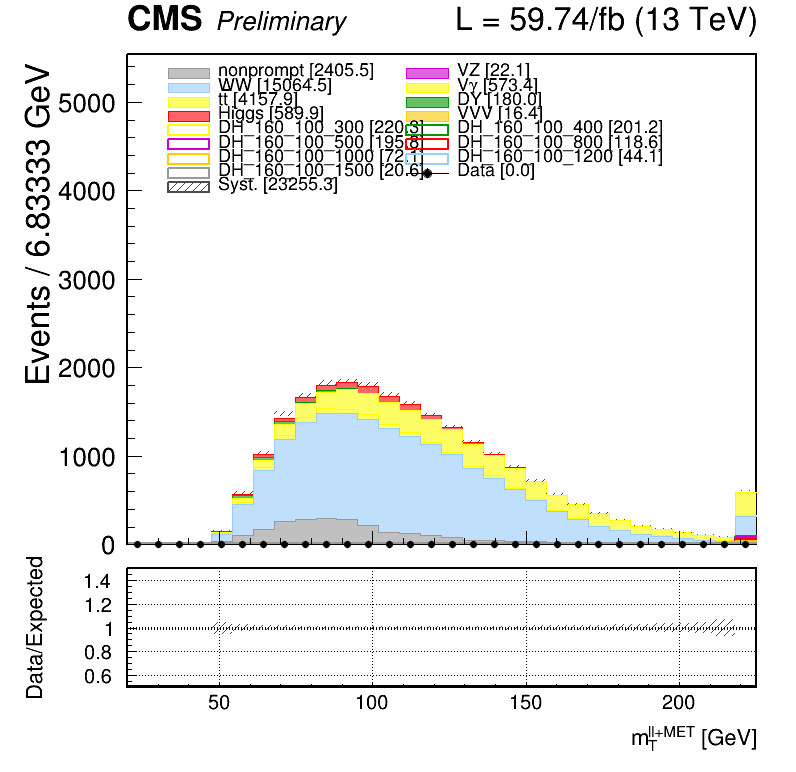 CMS Preliminary L = 59.74/fb (13 TeV)
nonprompt [2405.5] VZ [22.1]
WW [15064.5] Vγ [573.4]
tt [4157.9] DY [180.0]
Higgs [589.9] VVV [16.4]
DH_160_100_300 [220.3] DH_160_100_400 [201.2]
DH_160_100_500 [195.8] DH_160_100_800 [118.6]
DH_160_100_1000 [72.1] DH_160_100_1200 [44.1]
DH_160_100_1500 [20.6] Data [0.0]
Syst. [23255.3]
Events / 6.83333 GeV
5000
4000
3000
2000
1000
0
Data/Expected
1.4
1.2
1
0.8
0.6
50 100 150 200
m_T^{ll+MET} [GeV]